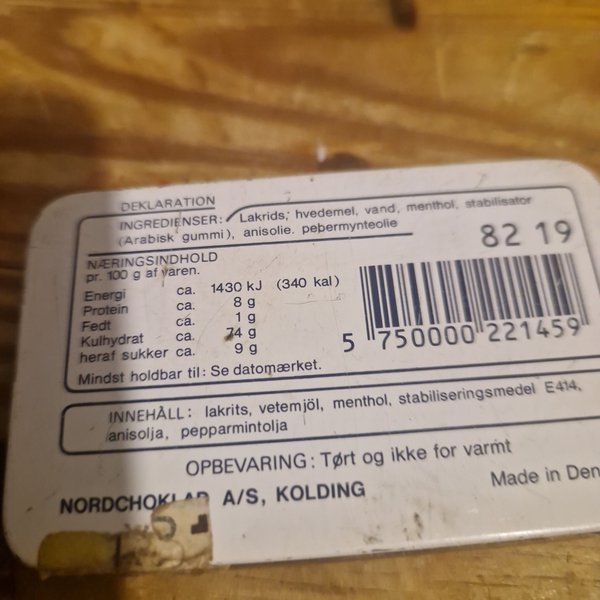 DEKLARATION
INGREDIENSER: Lakrids, hvedemel, vand, menthol, stabilisator
(Arabisk gummi), anisolie, pebermynteolie
82 19
NÆRINGSINDHOLD
pr. 100 g af varen.
Energi ca. 1430 kJ (340 kal)
Protein ca. 8 g
Fedt ca. 1 g
Kulhydrat ca. 74 g
heraf sukker ca. 9 g
5 750000 221459
Mindst holdbar til: Se datomærket.
INNEHÅLL: lakrits, vetemjöl, menthol, stabiliseringsmedel E414,
anisolja, pepparmintolja
OPBEVARING: Tørt og ikke for varmt
NORDCHOKLAD A/S, KOLDING
Made in Den